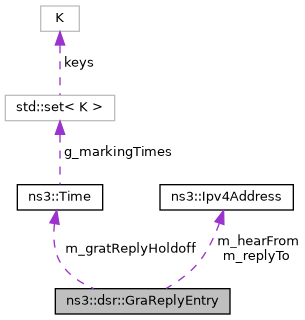 K
keys
std::set< K >
g_markingTimes
ns3::Time
ns3::Ipv4Address
m_gratReplyHoldoff
m_hearFrom
m_replyTo
ns3::dsr::GraReplyEntry